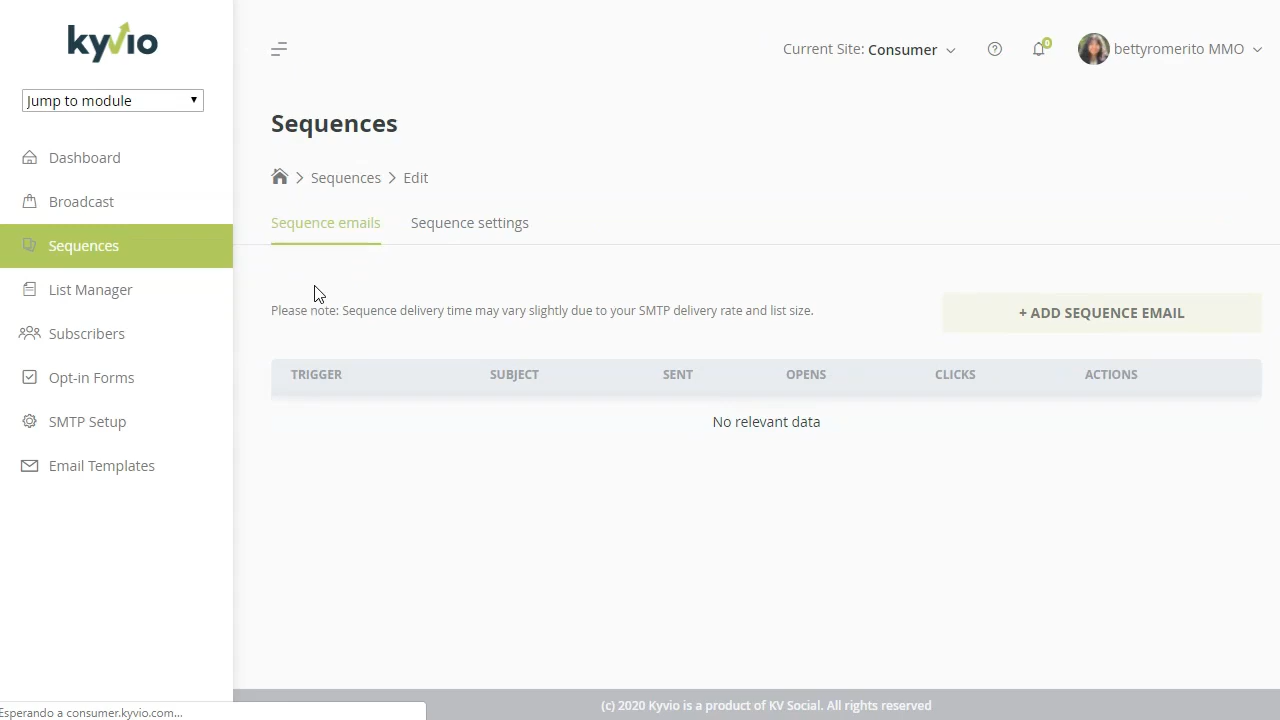 kyvio
Jump to module
Dashboard
Broadcast
Sequences
List Manager
Subscribers
Opt-in Forms
SMTP Setup
Email Templates
Current Site: Consumer
0
bettyromerito MMO
Sequences
Sequences
Edit
Sequence emails
Sequence settings
Please note: Sequence delivery time may vary slightly due to your SMTP delivery rate and list size.
+ ADD SEQUENCE EMAIL
TRIGGER SUBJECT SENT OPENS CLICKS ACTIONS
No relevant data
(c) 2020 Kyvio is a product of KV Social. All rights reserved
Esperando a consumer.kyvio.com...